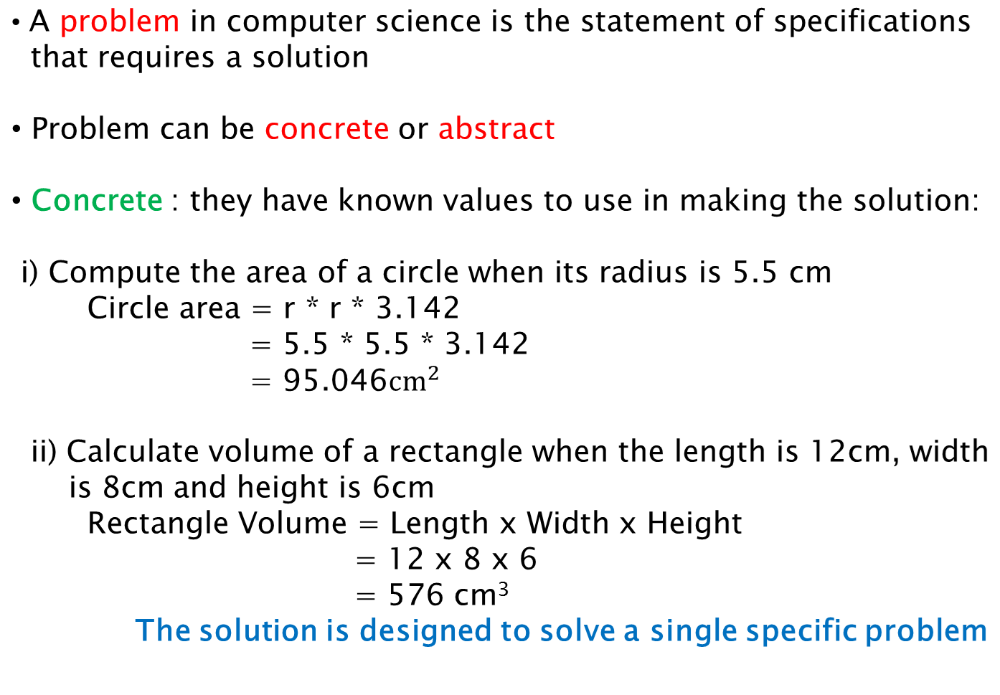 • A problem in computer science is the statement of specifications
that requires a solution
• Problem can be concrete or abstract
• Concrete : they have known values to use in making the solution:
i) Compute the area of a circle when its radius is 5.5 cm
Circle area = r * r * 3.142
= 5.5 * 5.5 * 3.142
= 95.046cm²
ii) Calculate volume of a rectangle when the length is 12cm, width
is 8cm and height is 6cm
Rectangle Volume = Length x Width x Height
= 12 x 8 x 6
= 576 cm³
The solution is designed to solve a single specific problem